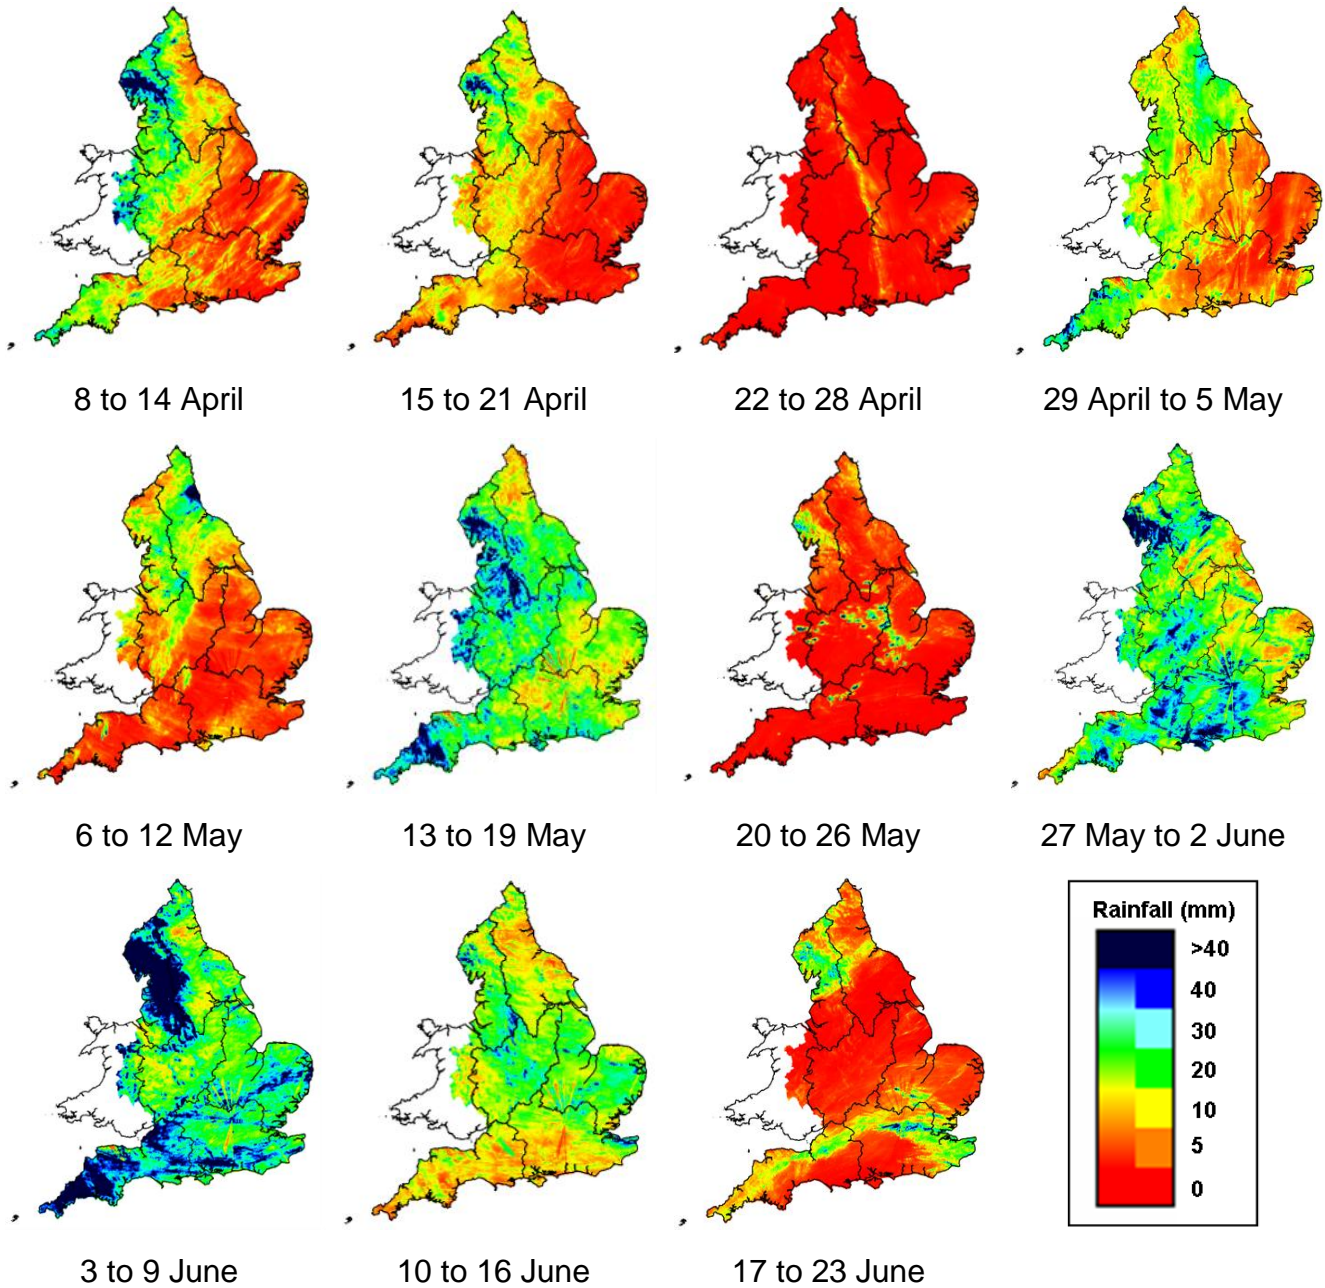 8 to 14 April
15 to 21 April
22 to 28 April
29 April to 5 May
6 to 12 May
13 to 19 May
20 to 26 May
27 May to 2 June
Rainfall (mm)
>40
40
30
20
10
5
0
3 to 9 June
10 to 16 June
17 to 23 June